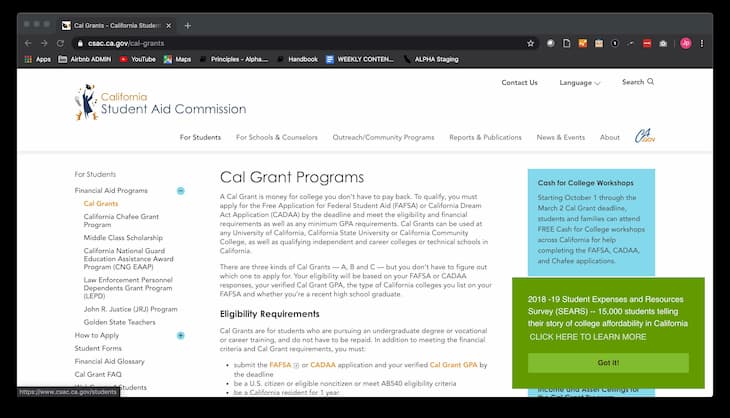 Cal Grants - California Student
csac.ca.gov/cal-grants
Apps
Airbnb ADMIN
YouTube
Maps
Principles - Alpha....
Handbook
WEEKLY CONTEN...
ALPHA Staging
Contact Us
Language
Search
California
Student Aid Commission
For Students
For Schools & Counselors
Outreach/Community Programs
Reports & Publications
News & Events
About
CA
.GOV
For Students
Financial Aid Programs
Cal Grants
California Chafee Grant
Program
Middle Class Scholarship
California National Guard
Education Assistance Award
Program (CNG EAAP)
Law Enforcement Personnel
Dependents Grant Program
(LEPD)
John R. Justice (JRJ) Program
Golden State Teachers
How to Apply
Student Forms
Financial Aid Glossary
Cal Grant FAQ
https://www.csac.ca.gov/students
Cal Grant Programs
A Cal Grant is money for college you don't have to pay back. To qualify, you must
apply for the Free Application for Federal Student Aid (FAFSA) or California Dream
Act Application (CADAA) by the deadline and meet the eligibility and financial
requirements as well as any minimum GPA requirements. Cal Grants can be used at
any University of California, California State University or California Community
College, as well as qualifying independent and career colleges or technical schools in
California.
There are three kinds of Cal Grants — A, B and C — but you don't have to figure out
which one to apply for. Your eligibility will be based on your FAFSA or CADAA
responses, your verified Cal Grant GPA, the type of California colleges you list on your
FAFSA and whether you're a recent high school graduate.
Eligibility Requirements
Cal Grants are for students who are pursuing an undergraduate degree or vocational
or career training, and do not have to be repaid. In addition to meeting the financial
criteria and Cal Grant requirements, you must:
• submit the FAFSA or CADAA application and your verified Cal Grant GPA by
the deadline
• be a U.S. citizen or eligible noncitizen or meet AB540 eligibility criteria
• be a California resident for 1 year
Cash for College Workshops
Starting October 1 through the
March 2 Cal Grant deadline,
students and families can attend
FREE Cash for College workshops
across California for help
completing the FAFSA, CADAA,
and Chafee applications.
2018 -19 Student Expenses and Resources
Survey (SEARS) -- 15,000 students telling
their story of college affordability in California
CLICK HERE TO LEARN MORE
Got it!
Income and Asset Ceilings for